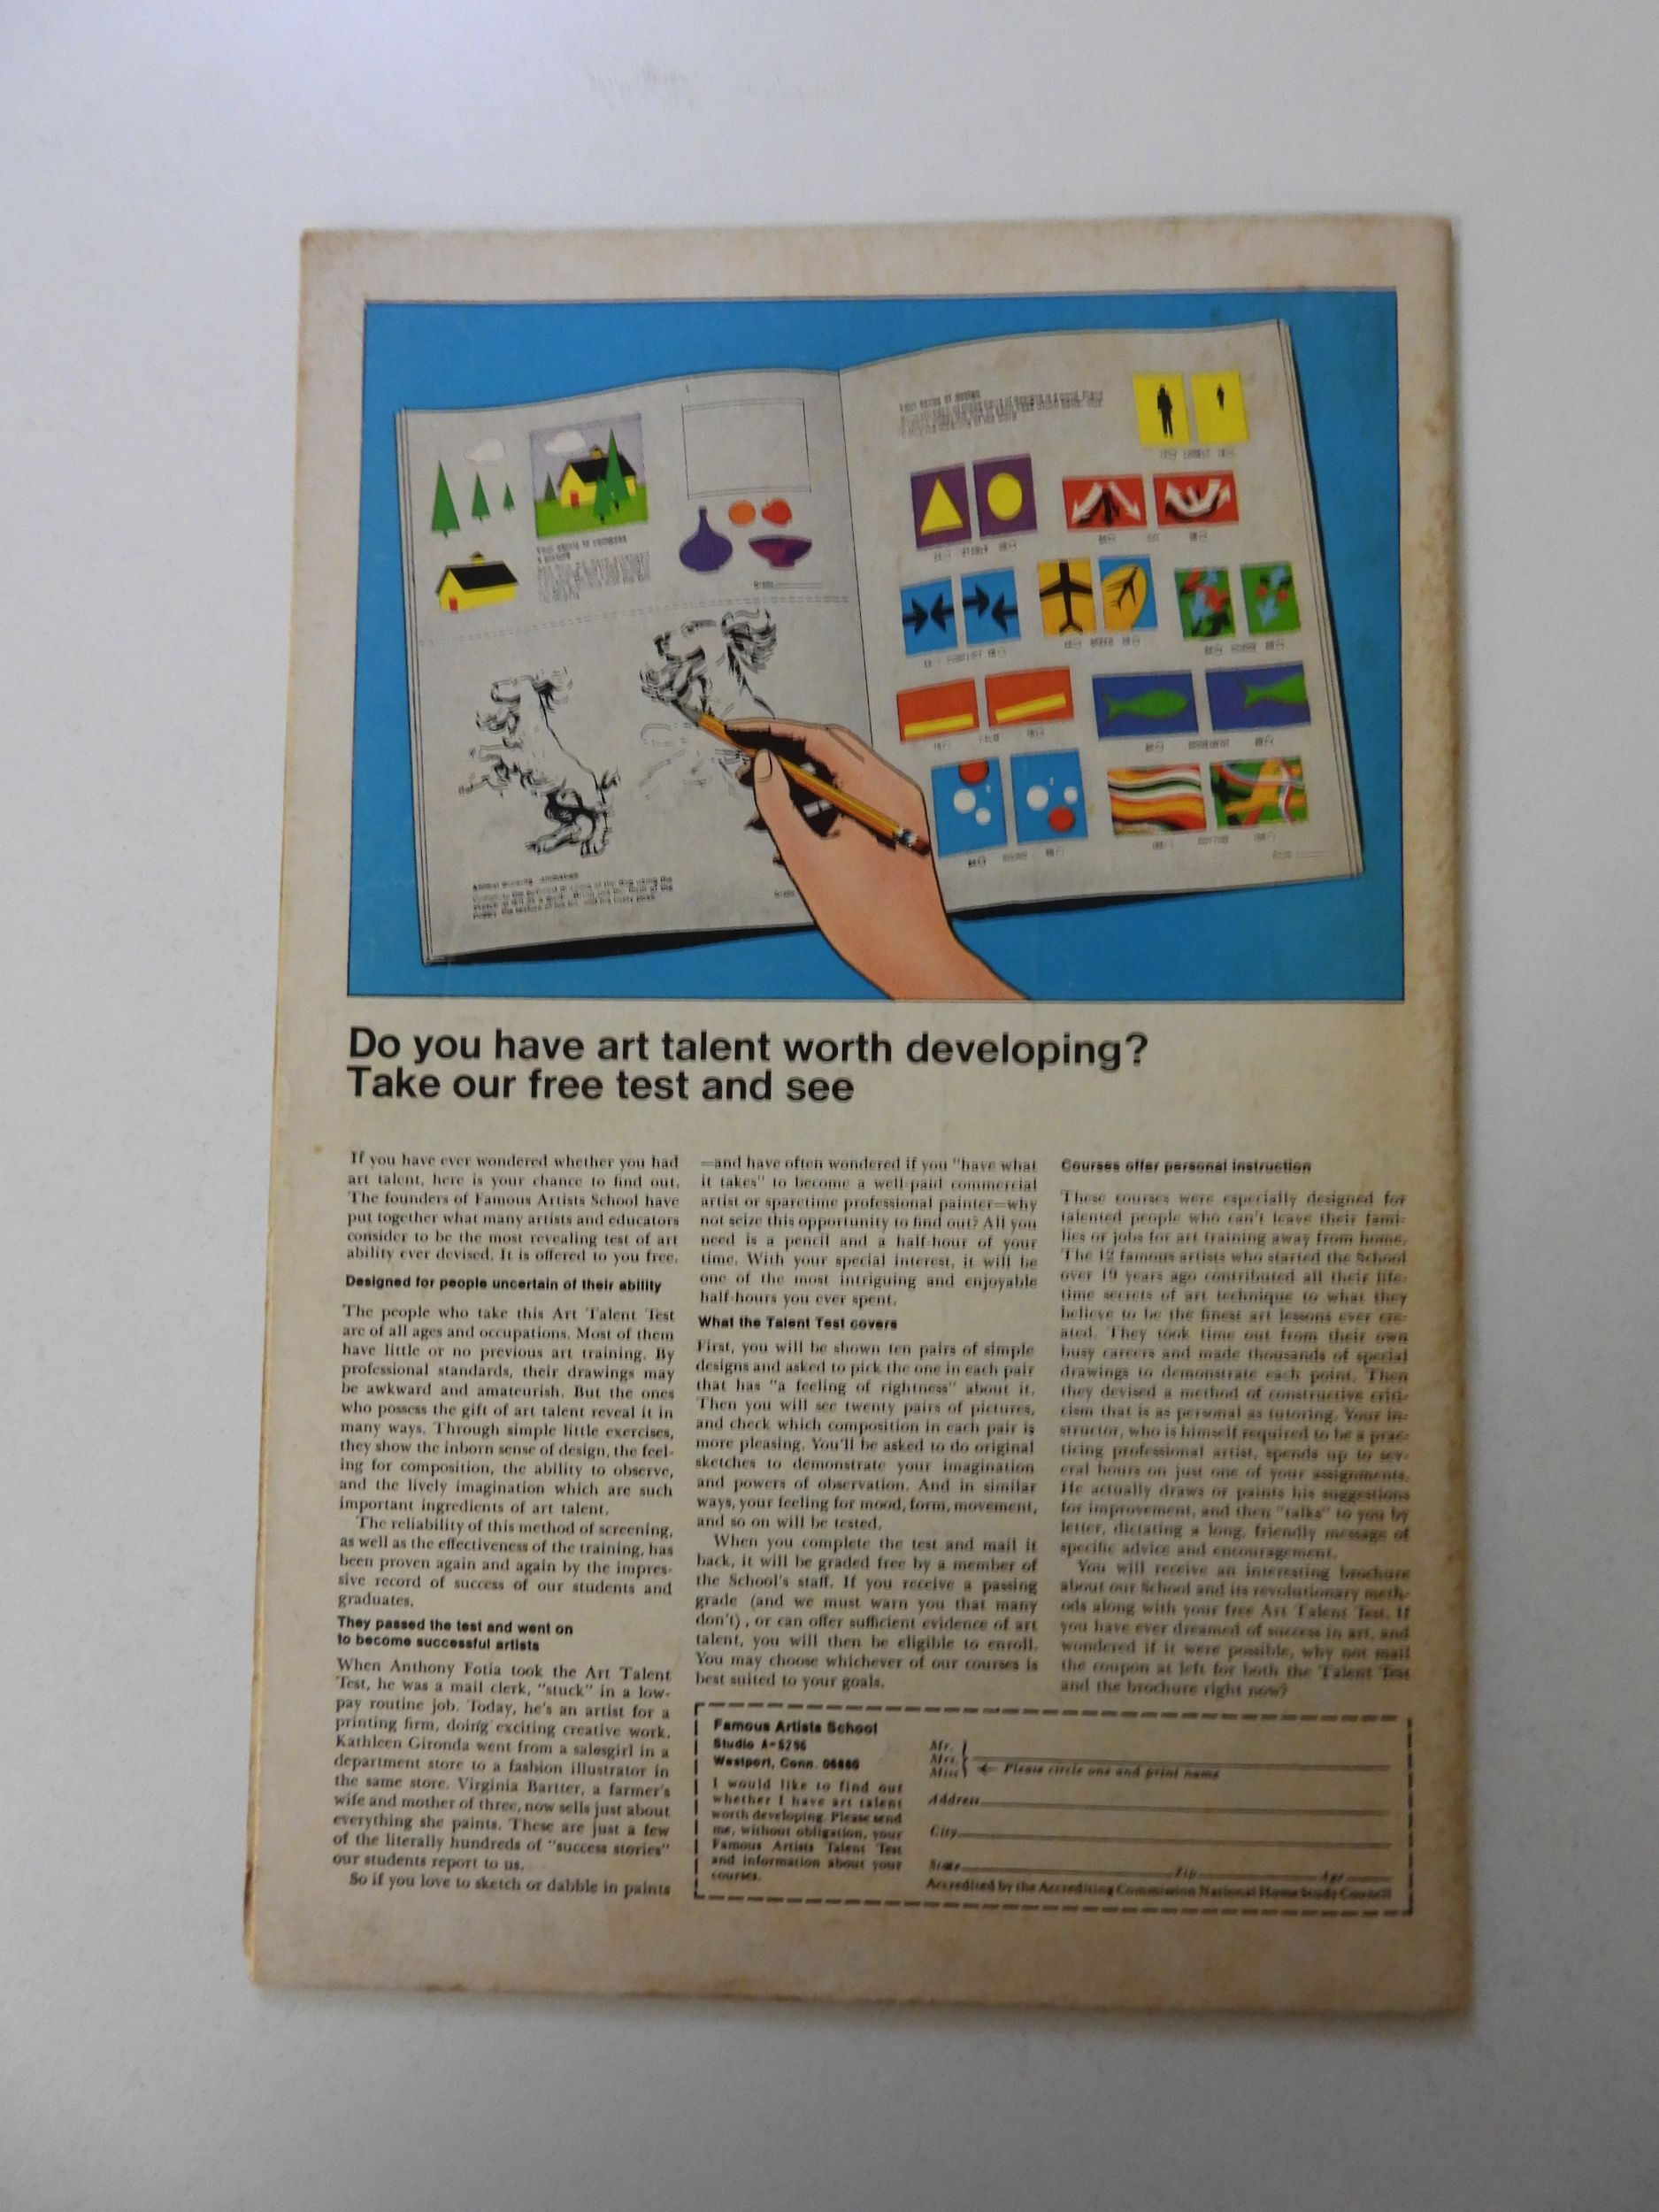 Do you have art talent worth developing?
Take our free test and see
If you have ever wondered whether you had
art talent, here is your chance to find out.
The founders of Famous Artists School have
put together what many artists and educators
consider to be the most revealing test of art
ability ever devised. It is offered to you free.
Designed for people uncertain of their ability
The people who take this Art Talent Test
are of all ages and occupations. Most of them
have little or no previous art training. By
professional standards, their drawings may
be awkward and amateurish. But the ones
who possess the gift of art talent reveal it in
many ways. Through simple little exercises,
they show the inborn sense of design, the feel-
ing for composition, the ability to observe,
and the lively imagination which are such
important ingredients of art talent.
The reliability of this method of screening,
as well as the effectiveness of the training, has
been proven again and again by the impres-
sive record of success of our students and
graduates.
They passed the test and went on
to become successful artists
When Anthony Fotia took the Art Talent
Test, he was a mail clerk, "stuck" in a low-
pay routine job. Today, he's an artist for a
printing firm, doing exciting creative work.
Kathleen Gironda went from a salesgirl in a
department store to a fashion illustrator in
the same store. Virginia Bartter, a farmer's
wife and mother of three, now sells just about
everything she paints. These are just a few
of the literally hundreds of "success stories"
our students report to us.
So if you love to sketch or dabble in paints
—and have often wondered if you "have what
it takes" to become a well-paid commercial
artist or sparetime professional painter—why
not seize this opportunity to find out? All you
need is a pencil and a half-hour of your
time. With your special interest, it will be
one of the most intriguing and enjoyable
half-hours you ever spent.
What the Talent Test covers
First, you will be shown ten pairs of simple
designs and asked to pick the one in each pair
that has "a feeling of rightness" about it.
Then you will see twenty pairs of pictures,
and check which composition in each pair is
more pleasing. You'll be asked to do original
sketches to demonstrate your imagination
and powers of observation. And in similar
ways, your feeling for mood, form, movement,
and so on will be tested.
When you complete the test and mail it
back, it will be graded free by a member of
the School's staff. If you receive a passing
grade (and we must warn you that many
don't), or can offer sufficient evidence of art
talent, you will then be eligible to enroll.
You may choose whichever of our courses is
best suited to your goals.
Courses offer personal instruction
These courses were especially designed for
talented people who can't leave their fami-
lies or jobs for art training away from home.
The 12 famous artists who started the School
over 19 years ago contributed all their life-
time secrets of art technique to what they
believe to be the finest art lessons ever cre-
ated. They took time out from their own
busy careers and made thousands of special
drawings to demonstrate each point. Then
they devised a method of constructive criti-
cism that is as personal as tutoring. Your in-
structor, who is himself required to be a prac-
ticing professional artist, spends up to sev-
eral hours on just one of your assignments.
He actually draws or paints his suggestions
for improvement, and then "talks" to you by
letter, dictating a long, friendly message of
specific advice and encouragement.
You will receive an interesting brochure
about our School and its revolutionary meth-
ods along with your free Art Talent Test. If
you have ever dreamed of success in art, and
wondered if it were possible, why not mail
the coupon at left for both the Talent Test
and the brochure right now?
Famous Artists School
Studio
Westport, Conn. 06880
I would like to find out
whether I have art talent
worth developing. Please send
me, without obligation, your
Famous Artists Talent Test
and information about your
courses.
Mr.
Mrs.
Miss
Please circle one and print name
Address
City
State Zip Age
Accredited by the Accrediting Commission National Home Study Council